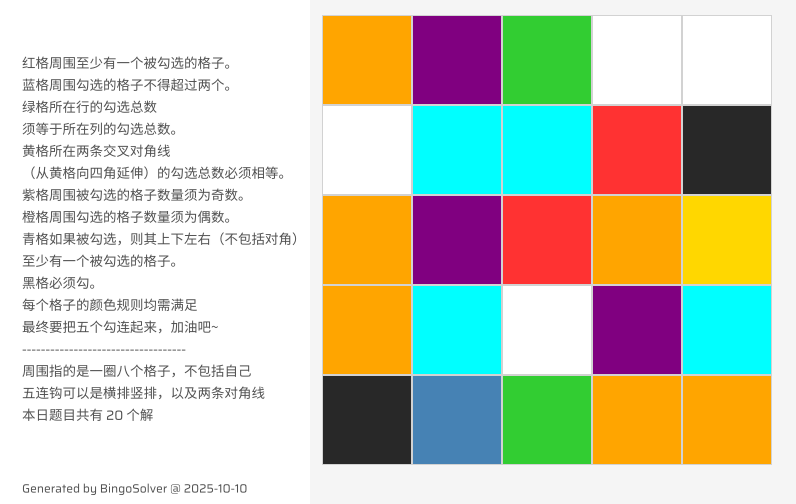 红格周围至少有一个被勾选的格子。
蓝格周围勾选的格子不得超过两个。
绿格所在行的勾选总数
须等于所在列的勾选总数。
黄格所在两条交叉对角线
（从黄格向四角延伸）的勾选总数必须相等。
紫格周围被勾选的格子数量须为奇数。
橙格周围勾选的格子数量须为偶数。
青格如果被勾选，则其上下左右（不包括对角）
至少有一个被勾选的格子。
黑格必须勾。
每个格子的颜色规则均需满足
最终要把五个勾连起来，加油吧~
-----------------------------------
周围指的是一圈八个格子，不包括自己
五连钩可以是横排竖排，以及两条对角线
本日题目共有 20 个解
Generated by BingoSolver @ 2025-10-10